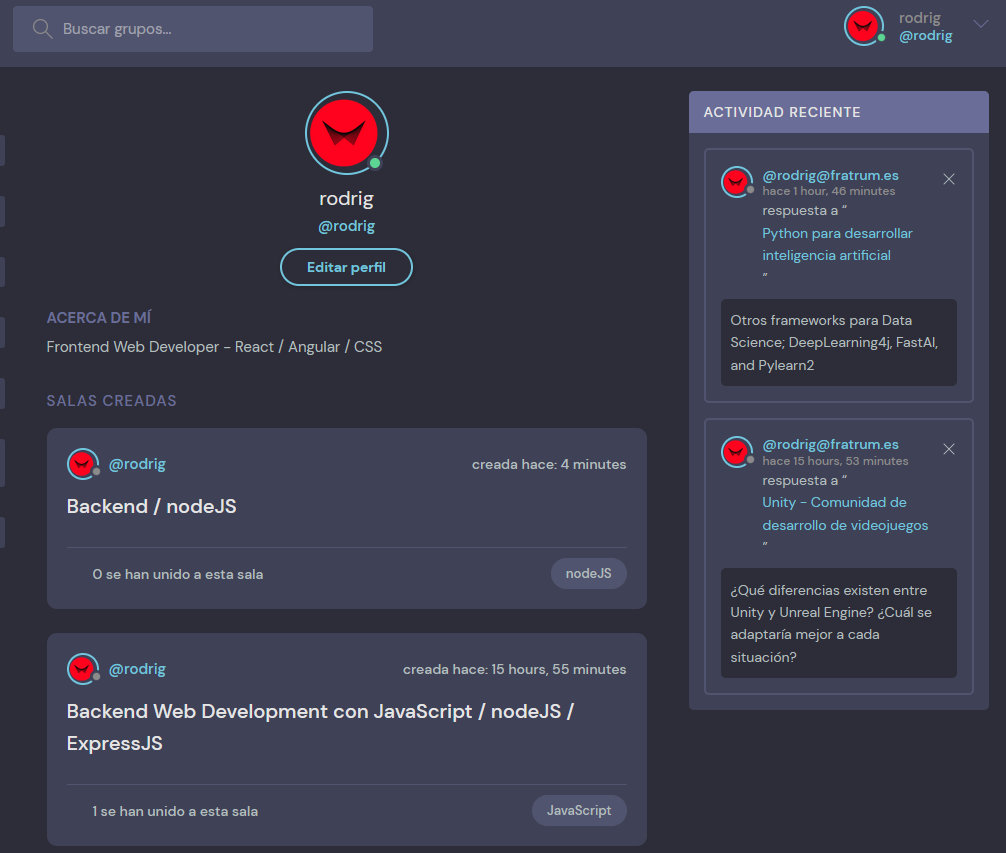 Buscar grupos...
rodrig
@rodrig
rodrig
@rodrig
Editar perfil
ACERCA DE MÍ
Frontend Web Developer - React / Angular / CSS
SALAS CREADAS
@rodrig
creada hace: 4 minutes
Backend / nodeJS
0 se han unido a esta sala
nodeJS
@rodrig
creada hace: 15 hours, 55 minutes
Backend Web Development con JavaScript / nodeJS /
ExpressJS
1 se han unido a esta sala
JavaScript
ACTIVIDAD RECIENTE
@rodrig@fratrum.es
hace 1 hour, 46 minutes
respuesta a “
Python para desarrollar
inteligencia artificial
”
Otros frameworks para Data
Science; DeepLearning4j, FastAI,
and Pylearn2
@rodrig@fratrum.es
hace 15 hours, 53 minutes
respuesta a “
Unity - Comunidad de
desarrollo de videojuegos
”
¿Qué diferencias existen entre
Unity y Unreal Engine? ¿Cuál se
adaptaría mejor a cada
situación?